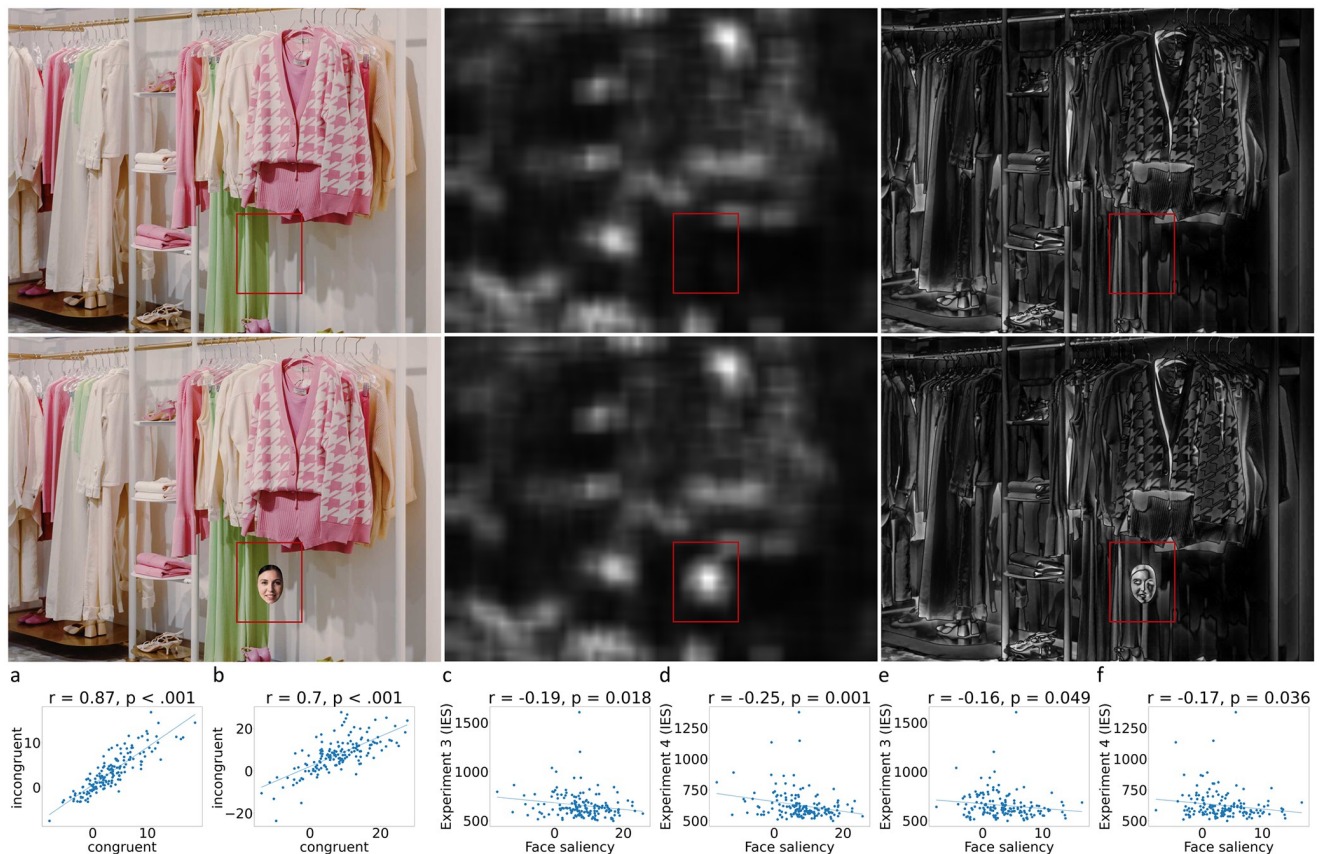 a
r = 0.87, p < .001
incongruent
10
0
0
10
congruent
b
r = 0.7, p < .001
incongruent
20
0
−20
0
20
congruent
c
r = -0.19, p = 0.018
Experiment 3 (IES)
1500
1000
500
0
20
Face saliency
d
r = -0.25, p = 0.001
Experiment 4 (IES)
1250
1000
750
500
0
20
Face saliency
e
r = -0.16, p = 0.049
Experiment 3 (IES)
1500
1000
500
0
10
Face saliency
f
r = -0.17, p = 0.036
Experiment 4 (IES)
1250
1000
750
500
0
10
Face saliency